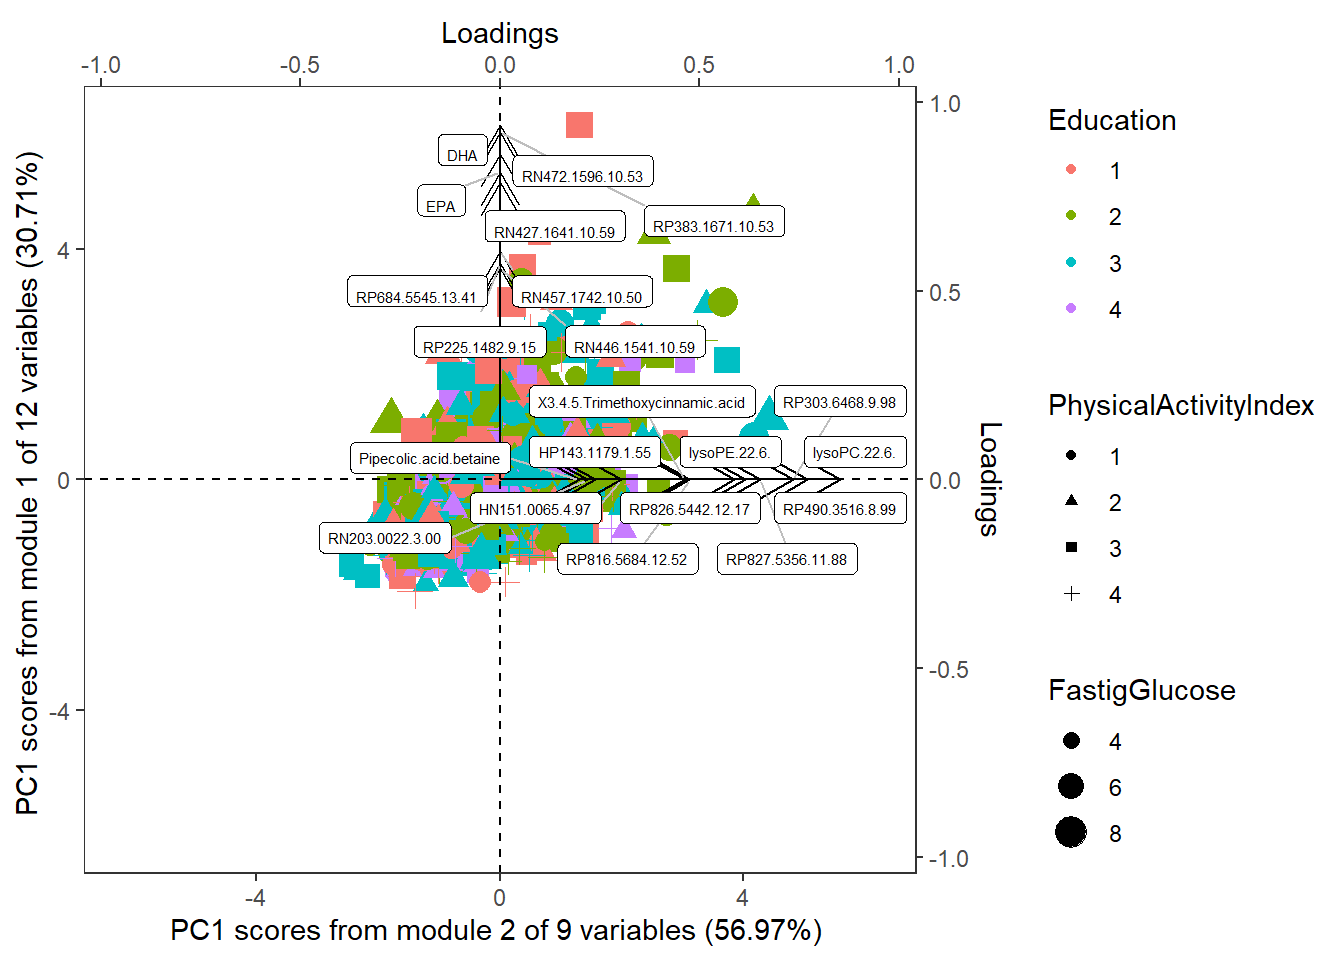 Loadings
-1.0 -0.5 0.0 0.5 1.0
PC1 scores from module 1 of 12 variables (30.71%)
4
0
-4
DHA
RN472.1596.10.53
EPA
RP383.1671.10.53
RN427.1641.10.59
RP684.5545.13.41
RN457.1742.10.50
RP225.1482.9.15
RN446.1541.10.59
X3.4.5.Trimethoxycinnamic.acid
RP303.6468.9.98
Pipecolic.acid.betaine
HP143.1179.1.55
lysoPE.22.6.
lysoPC.22.6.
HN151.0065.4.97
RP826.5442.12.17
RP490.3516.8.99
RN203.0022.3.00
RP816.5684.12.52
RP827.5356.11.88
1.0
0.5
0.0
-0.5
-1.0
Loadings
-4 0 4
PC1 scores from module 2 of 9 variables (56.97%)
Education
1
2
3
4
PhysicalActivityIndex
1
2
3
4
FastigGlucose
4
6
8